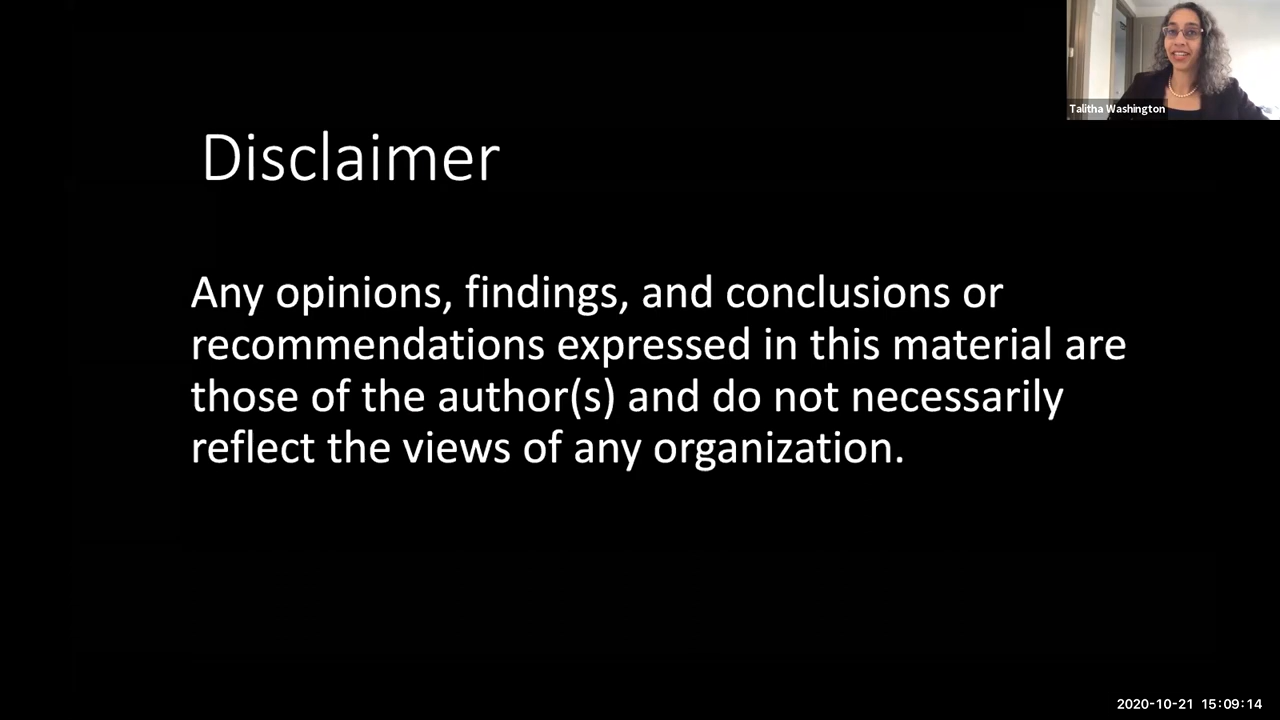 Talitha Washington
Disclaimer
Any opinions, findings, and conclusions or
recommendations expressed in this material are
those of the author(s) and do not necessarily
reflect the views of any organization.
2020-10-21 15:09:14